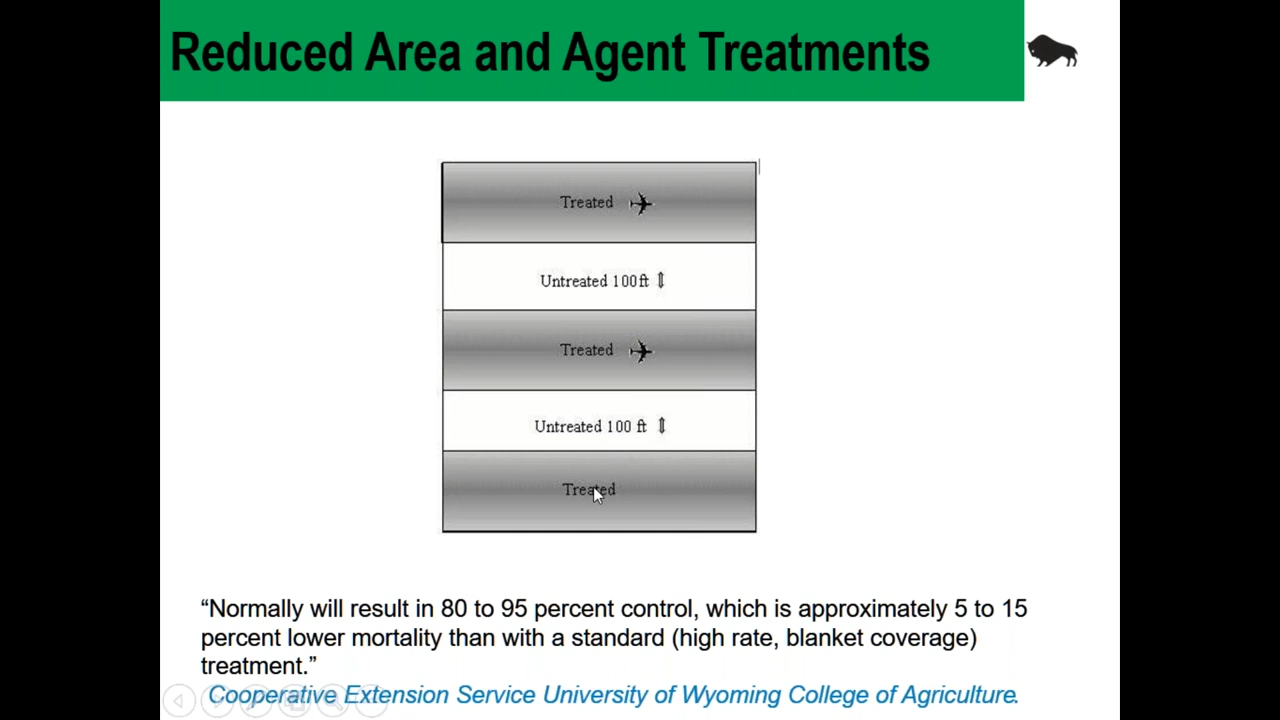 Reduced Area and Agent Treatments
Treated
Untreated 100ft
Treated
Untreated 100 ft
Treated
“Normally will result in 80 to 95 percent control, which is approximately 5 to 15
percent lower mortality than with a standard (high rate, blanket coverage)
treatment.”
Cooperative Extension Service University of Wyoming College of Agriculture.